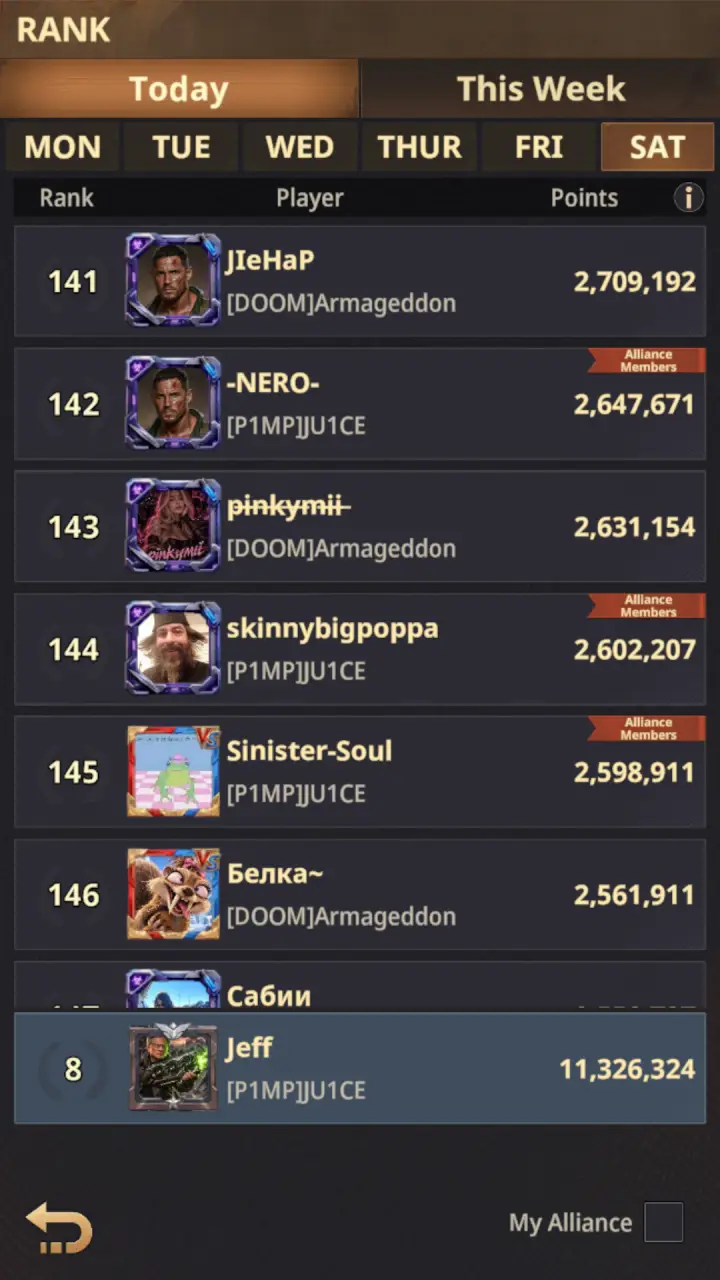 RANK
Today
This Week
MON TUE WED THUR FRI SAT
Rank Player Points i
141 JIeHaP 2,709,192
[DOOM]Armageddon
Alliance Members
142 -NERO- 2,647,671
[P1MP]JU1CE
143 pinkymii 2,631,154
[DOOM]Armageddon
pinkymii
Alliance Members
144 skinnybigpoppa 2,602,207
[P1MP]JU1CE
Alliance Members
VS
145 Sinister-Soul 2,598,911
[P1MP]JU1CE
VS
146 Белка~ 2,561,911
[DOOM]Armageddon
Сабии
8 Jeff 11,326,324
[P1MP]JU1CE
My Alliance